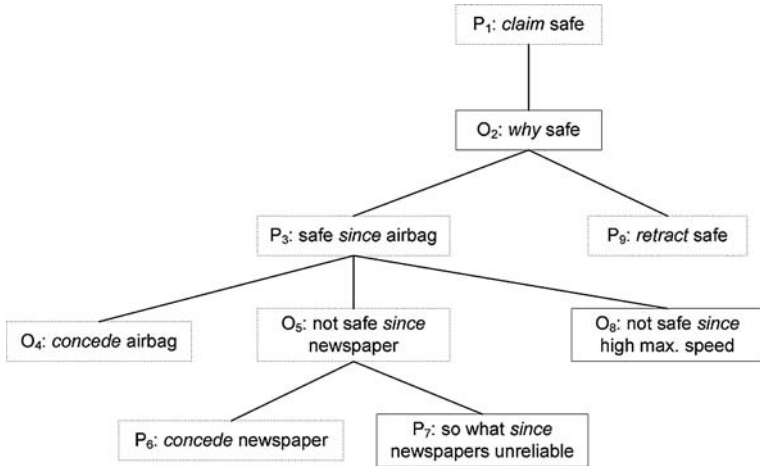 P₁: claim safe
O₂: why safe
P₃: safe since airbag
P₉: retract safe
O₄: concede airbag
O₅: not safe since
newspaper
O₈: not safe since
high max. speed
P₆: concede newspaper
P₇: so what since
newspapers unreliable